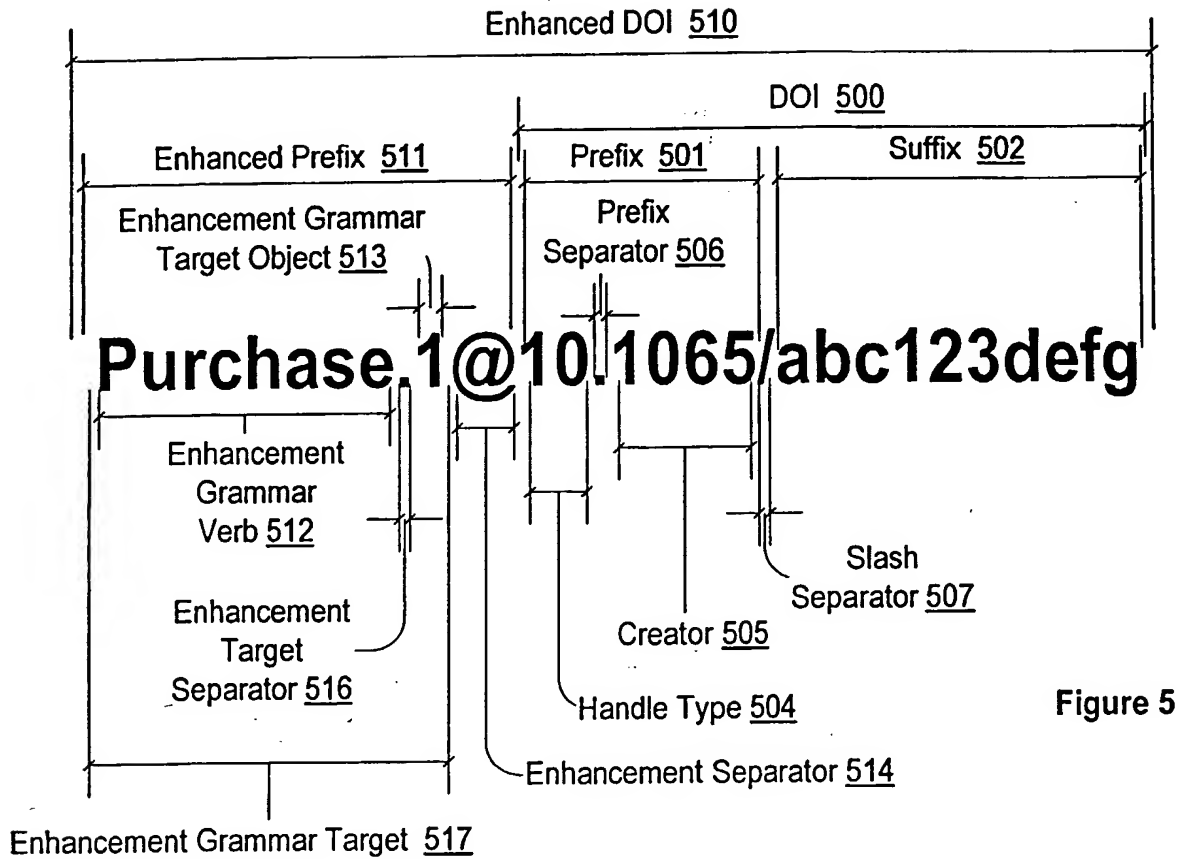 Enhanced DOI 510
DOI 500
Enhanced Prefix 511
Prefix 501
Suffix 502
Enhancement Grammar
Target Object 513
Prefix
Separator 506
Purchase.1@10.1065/abc123defg
Enhancement
Grammar
Verb 512
Enhancement
Target
Separator 516
Slash
Separator 507
Creator 505
Handle Type 504
Figure 5
Enhancement Separator 514
Enhancement Grammar Target 517